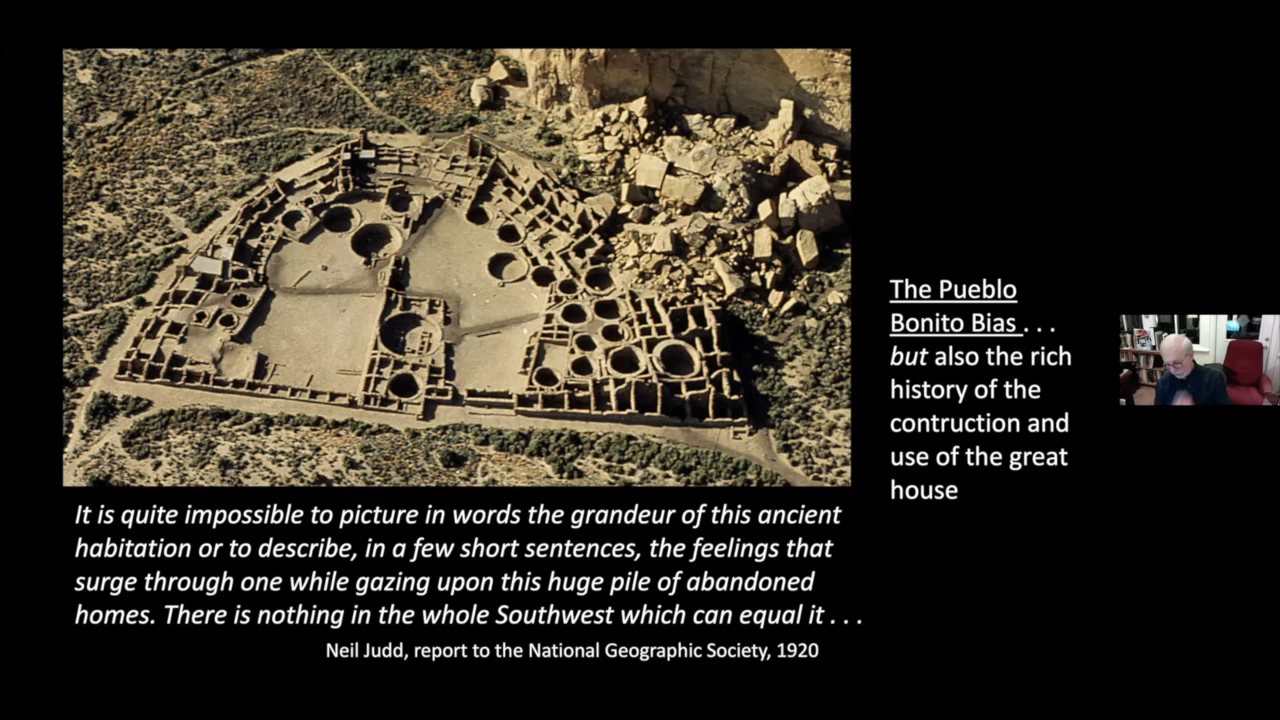 The Pueblo
Bonito Bias . . .
but also the rich
history of the
contruction and
use of the great
house
It is quite impossible to picture in words the grandeur of this ancient
habitation or to describe, in a few short sentences, the feelings that
surge through one while gazing upon this huge pile of abandoned
homes. There is nothing in the whole Southwest which can equal it . . .
Neil Judd, report to the National Geographic Society, 1920